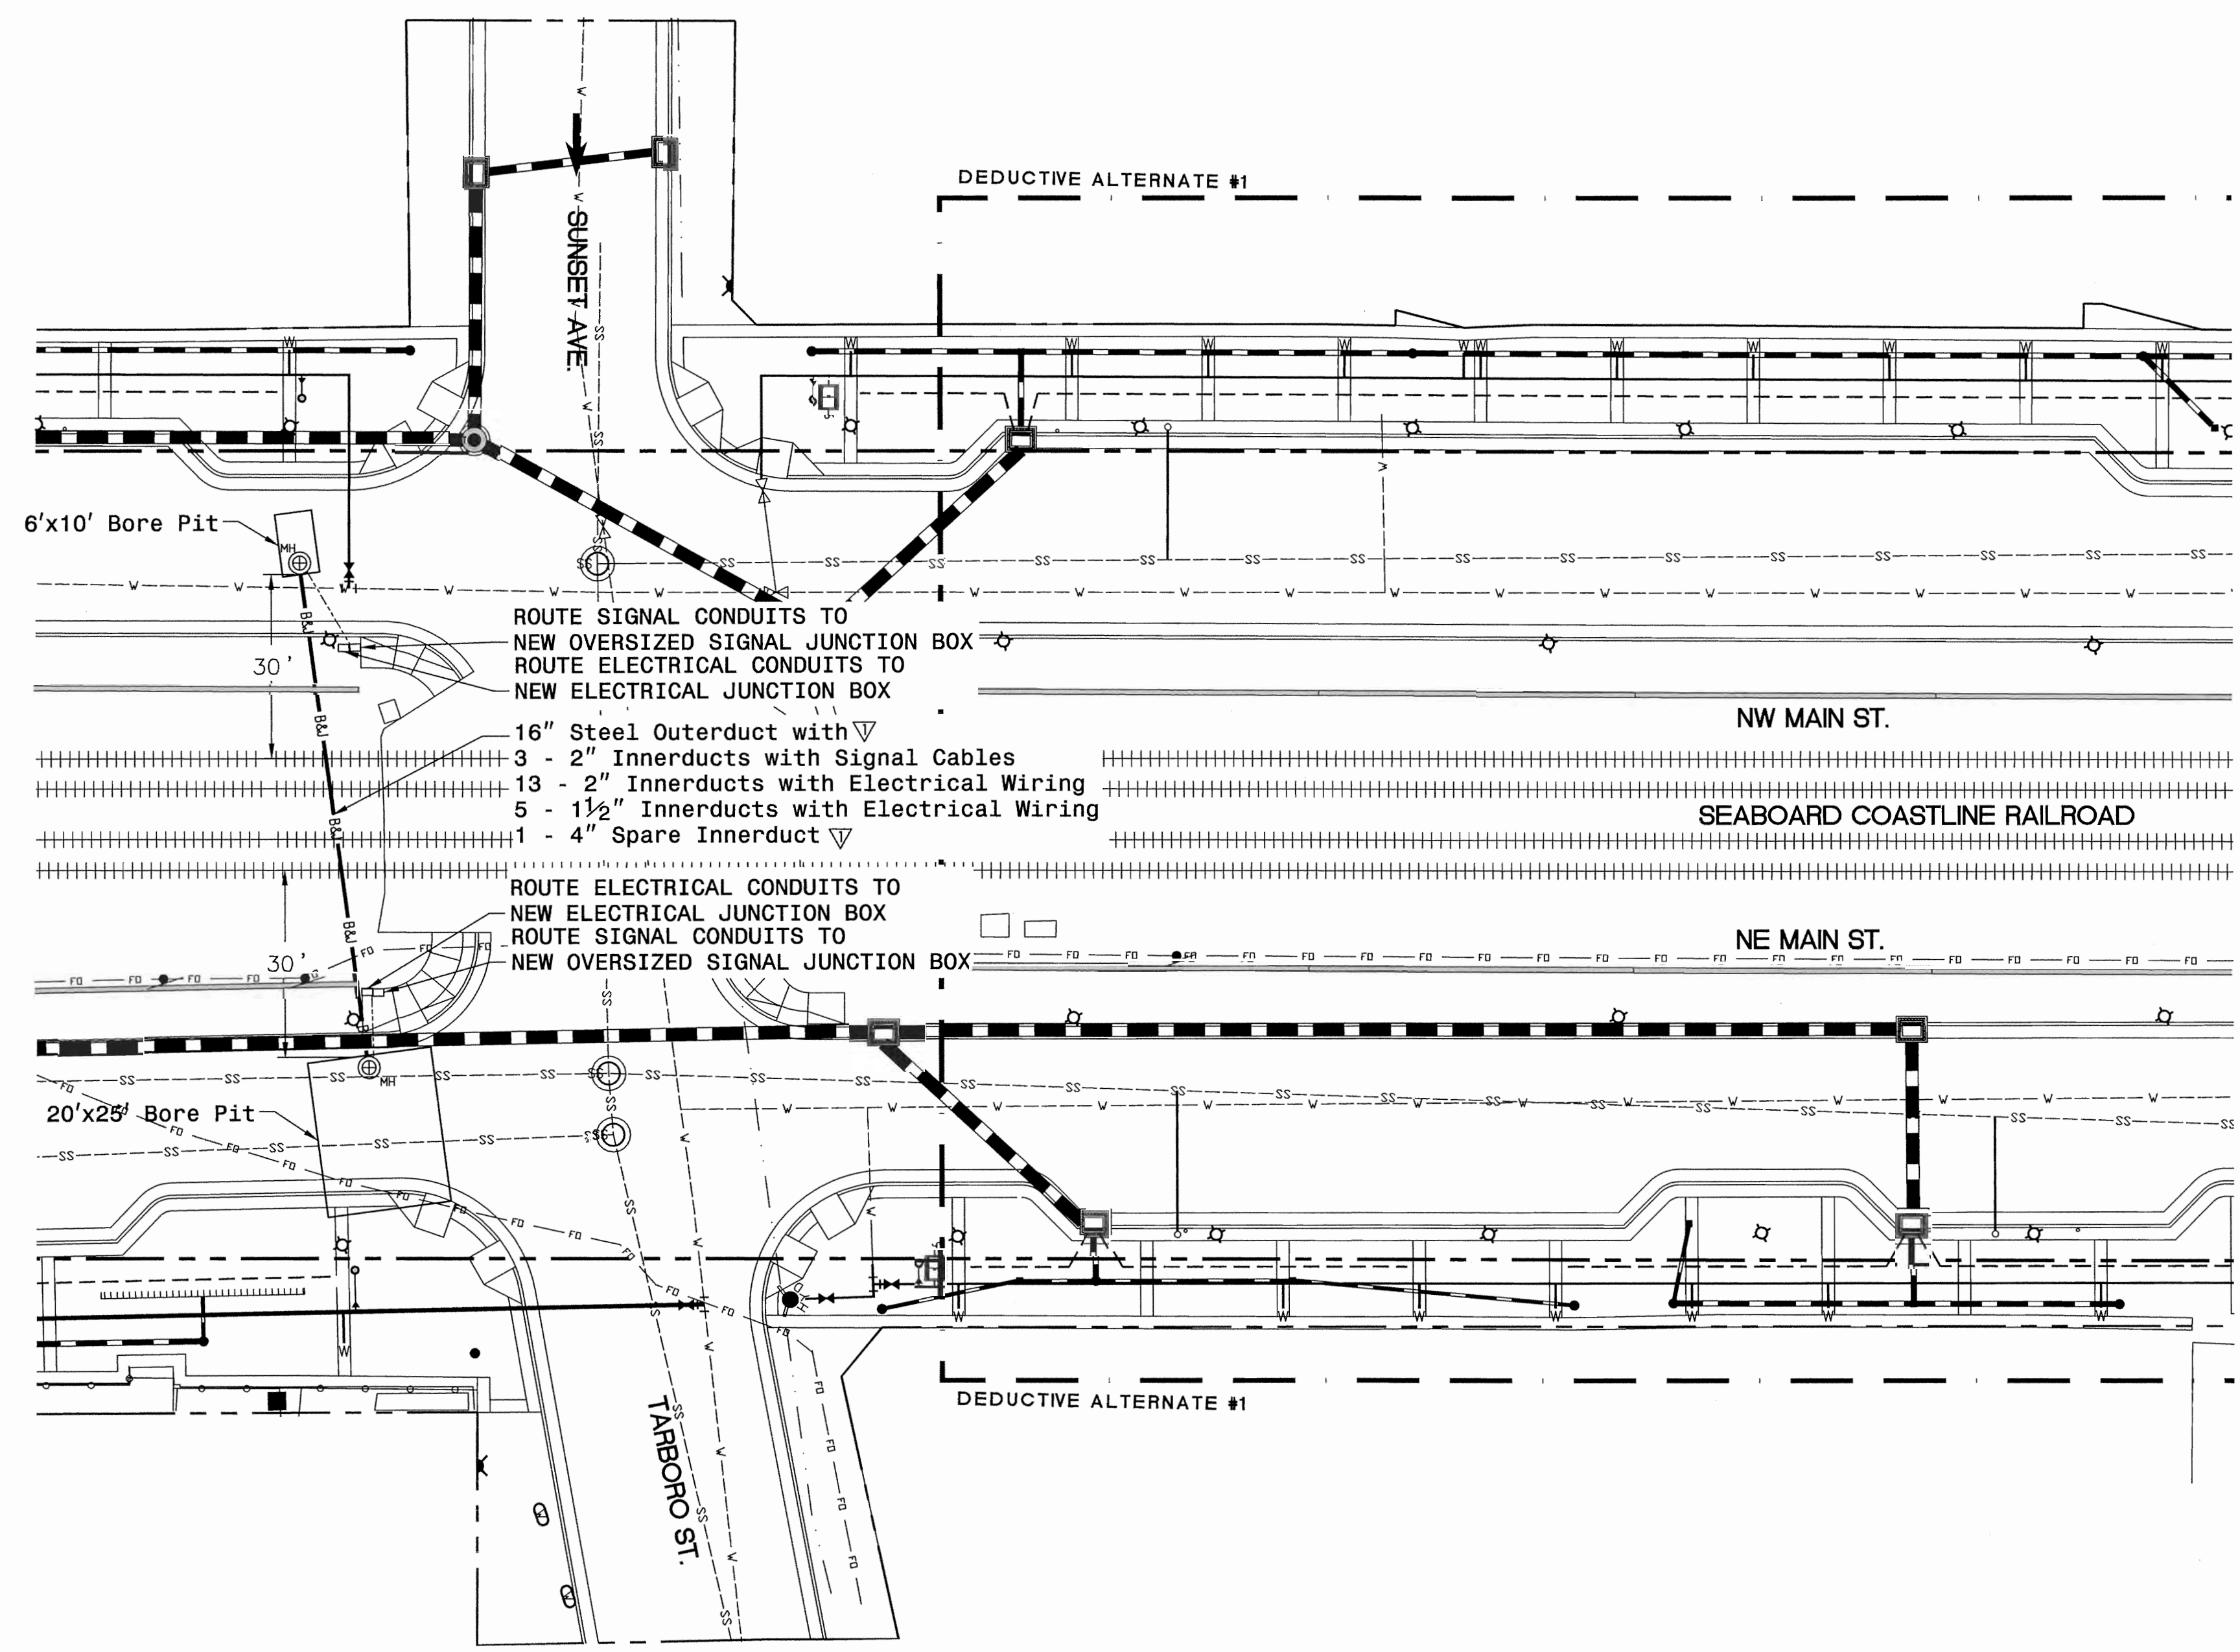 DEDUCTIVE ALTERNATE #1
SUNSET AVE.
6'x10' Bore Pit
MH
ROUTE SIGNAL CONDUITS TO
NEW OVERSIZED SIGNAL JUNCTION BOX
ROUTE ELECTRICAL CONDUITS TO
NEW ELECTRICAL JUNCTION BOX
30'
B&J
B&J
NW MAIN ST.
16" Steel Outerduct with 1
3 - 2" Innerducts with Signal Cables
13 - 2" Innerducts with Electrical Wiring
5 - 1½" Innerducts with Electrical Wiring
1 - 4" Spare Innerduct 1
SEABOARD COASTLINE RAILROAD
B&J
ROUTE ELECTRICAL CONDUITS TO
NEW ELECTRICAL JUNCTION BOX
ROUTE SIGNAL CONDUITS TO
NEW OVERSIZED SIGNAL JUNCTION BOX
B&J
30'
NE MAIN ST.
MH
20'x25' Bore Pit
TARBORO ST.
DEDUCTIVE ALTERNATE #1